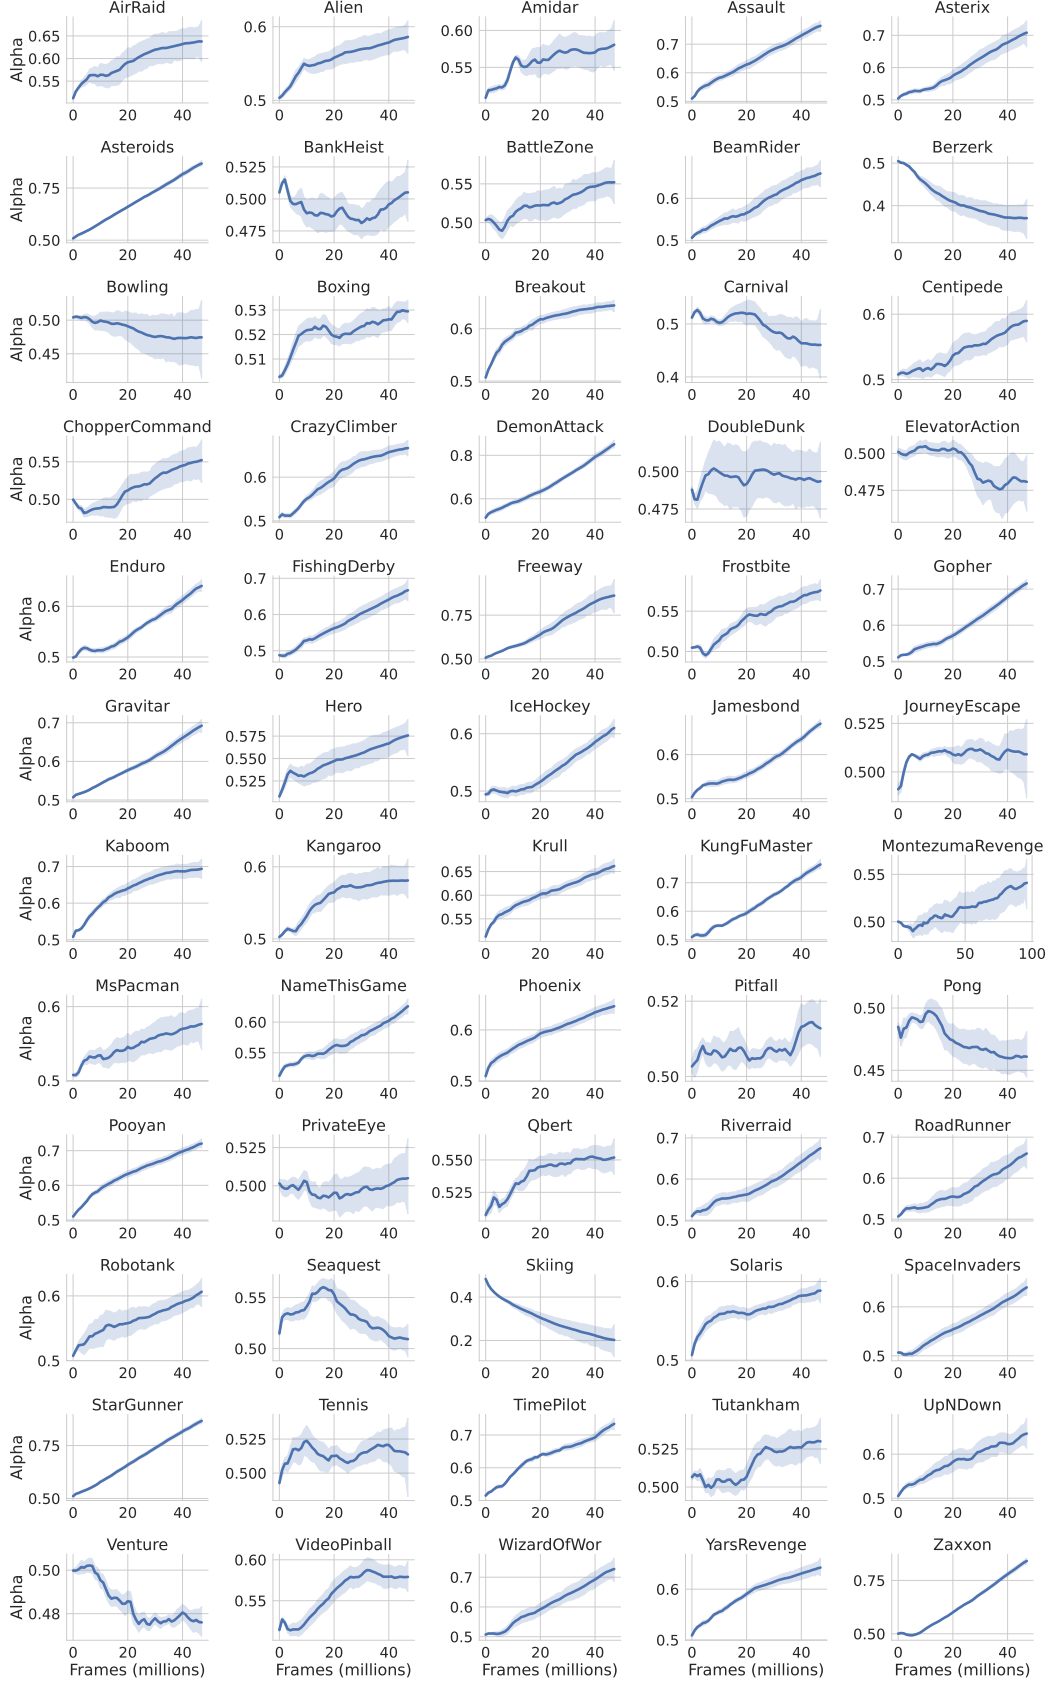 AirRaid Alien Amidar Assault Asterix
Alpha 0.65 0.60 0.55 0 20 40 0.6 0.5 0 20 40 0.60 0.55 0 20 40 0.7 0.6 0.5 0 20 40 0.7 0.6 0.5 0 20 40
Asteroids BankHeist BattleZone BeamRider Berzerk
Alpha 0.75 0.50 0 20 40 0.525 0.500 0.475 0 20 40 0.55 0.50 0 20 40 0.6 0.5 0 20 40 0.5 0.4 0 20 40
Bowling Boxing Breakout Carnival Centipede
Alpha 0.50 0.45 0 20 40 0.53 0.52 0.51 0 20 40 0.6 0.5 0 20 40 0.5 0.4 0 20 40 0.6 0.5 0 20 40
ChopperCommand CrazyClimber DemonAttack DoubleDunk ElevatorAction
Alpha 0.55 0.50 0 20 40 0.6 0.5 0 20 40 0.8 0.6 0 20 40 0.500 0.475 0 20 40 0.500 0.475 0 20 40
Enduro FishingDerby Freeway Frostbite Gopher
Alpha 0.6 0.5 0 20 40 0.7 0.6 0.5 0 20 40 0.75 0.50 0 20 40 0.55 0.50 0 20 40 0.7 0.6 0.5 0 20 40
Gravitar Hero IceHockey Jamesbond JourneyEscape
Alpha 0.7 0.6 0.5 0 20 40 0.575 0.550 0.525 0 20 40 0.6 0.5 0 20 40 0.6 0.5 0 20 40 0.525 0.500 0 20 40
Kaboom Kangaroo Krull KungFuMaster MontezumaRevenge
Alpha 0.7 0.6 0.5 0 20 40 0.6 0.5 0 20 40 0.65 0.60 0.55 0 20 40 0.7 0.6 0.5 0 20 40 0.55 0.50 0 50 100
MsPacman NameThisGame Phoenix Pitfall Pong
Alpha 0.6 0.5 0 20 40 0.60 0.55 0 20 40 0.6 0.5 0 20 40 0.52 0.50 0 20 40 0.50 0.45 0 20 40
Pooyan PrivateEye Qbert Riverraid RoadRunner
Alpha 0.7 0.6 0.5 0 20 40 0.525 0.500 0 20 40 0.550 0.525 0 20 40 0.7 0.6 0.5 0 20 40 0.7 0.6 0.5 0 20 40
Robotank Seaquest Skiing Solaris SpaceInvaders
Alpha 0.6 0.5 0 20 40 0.55 0.50 0 20 40 0.4 0.2 0 20 40 0.6 0.5 0 20 40 0.6 0.5 0 20 40
StarGunner Tennis TimePilot Tutankham UpNDown
Alpha 0.75 0.50 0 20 40 0.525 0.500 0 20 40 0.7 0.6 0.5 0 20 40 0.525 0.500 0 20 40 0.6 0.5 0 20 40
Venture VideoPinball WizardOfWor YarsRevenge Zaxxon
Alpha 0.50 0.48 0 20 40 0.60 0.55 0 20 40 0.7 0.6 0.5 0 20 40 0.6 0.5 0 20 40 0.75 0.50 0 20 40
Frames (millions) Frames (millions) Frames (millions) Frames (millions) Frames (millions)